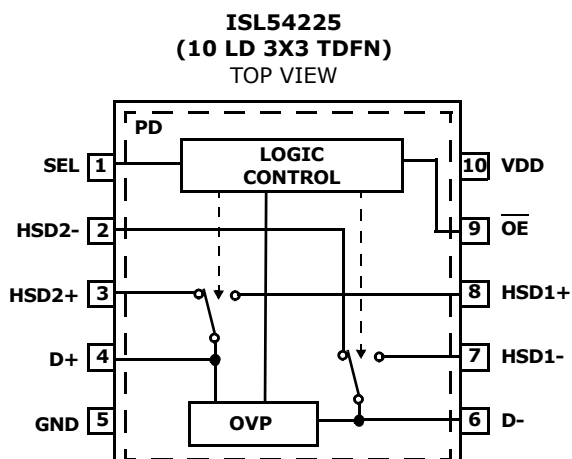 ISL54225
(10 LD 3X3 TDFN)
TOP VIEW
PD
LOGIC
CONTROL
SEL 1
10 VDD
HSD2- 2
9 OE
HSD2+ 3
8 HSD1+
D+ 4
7 HSD1-
GND 5
OVP
6 D-